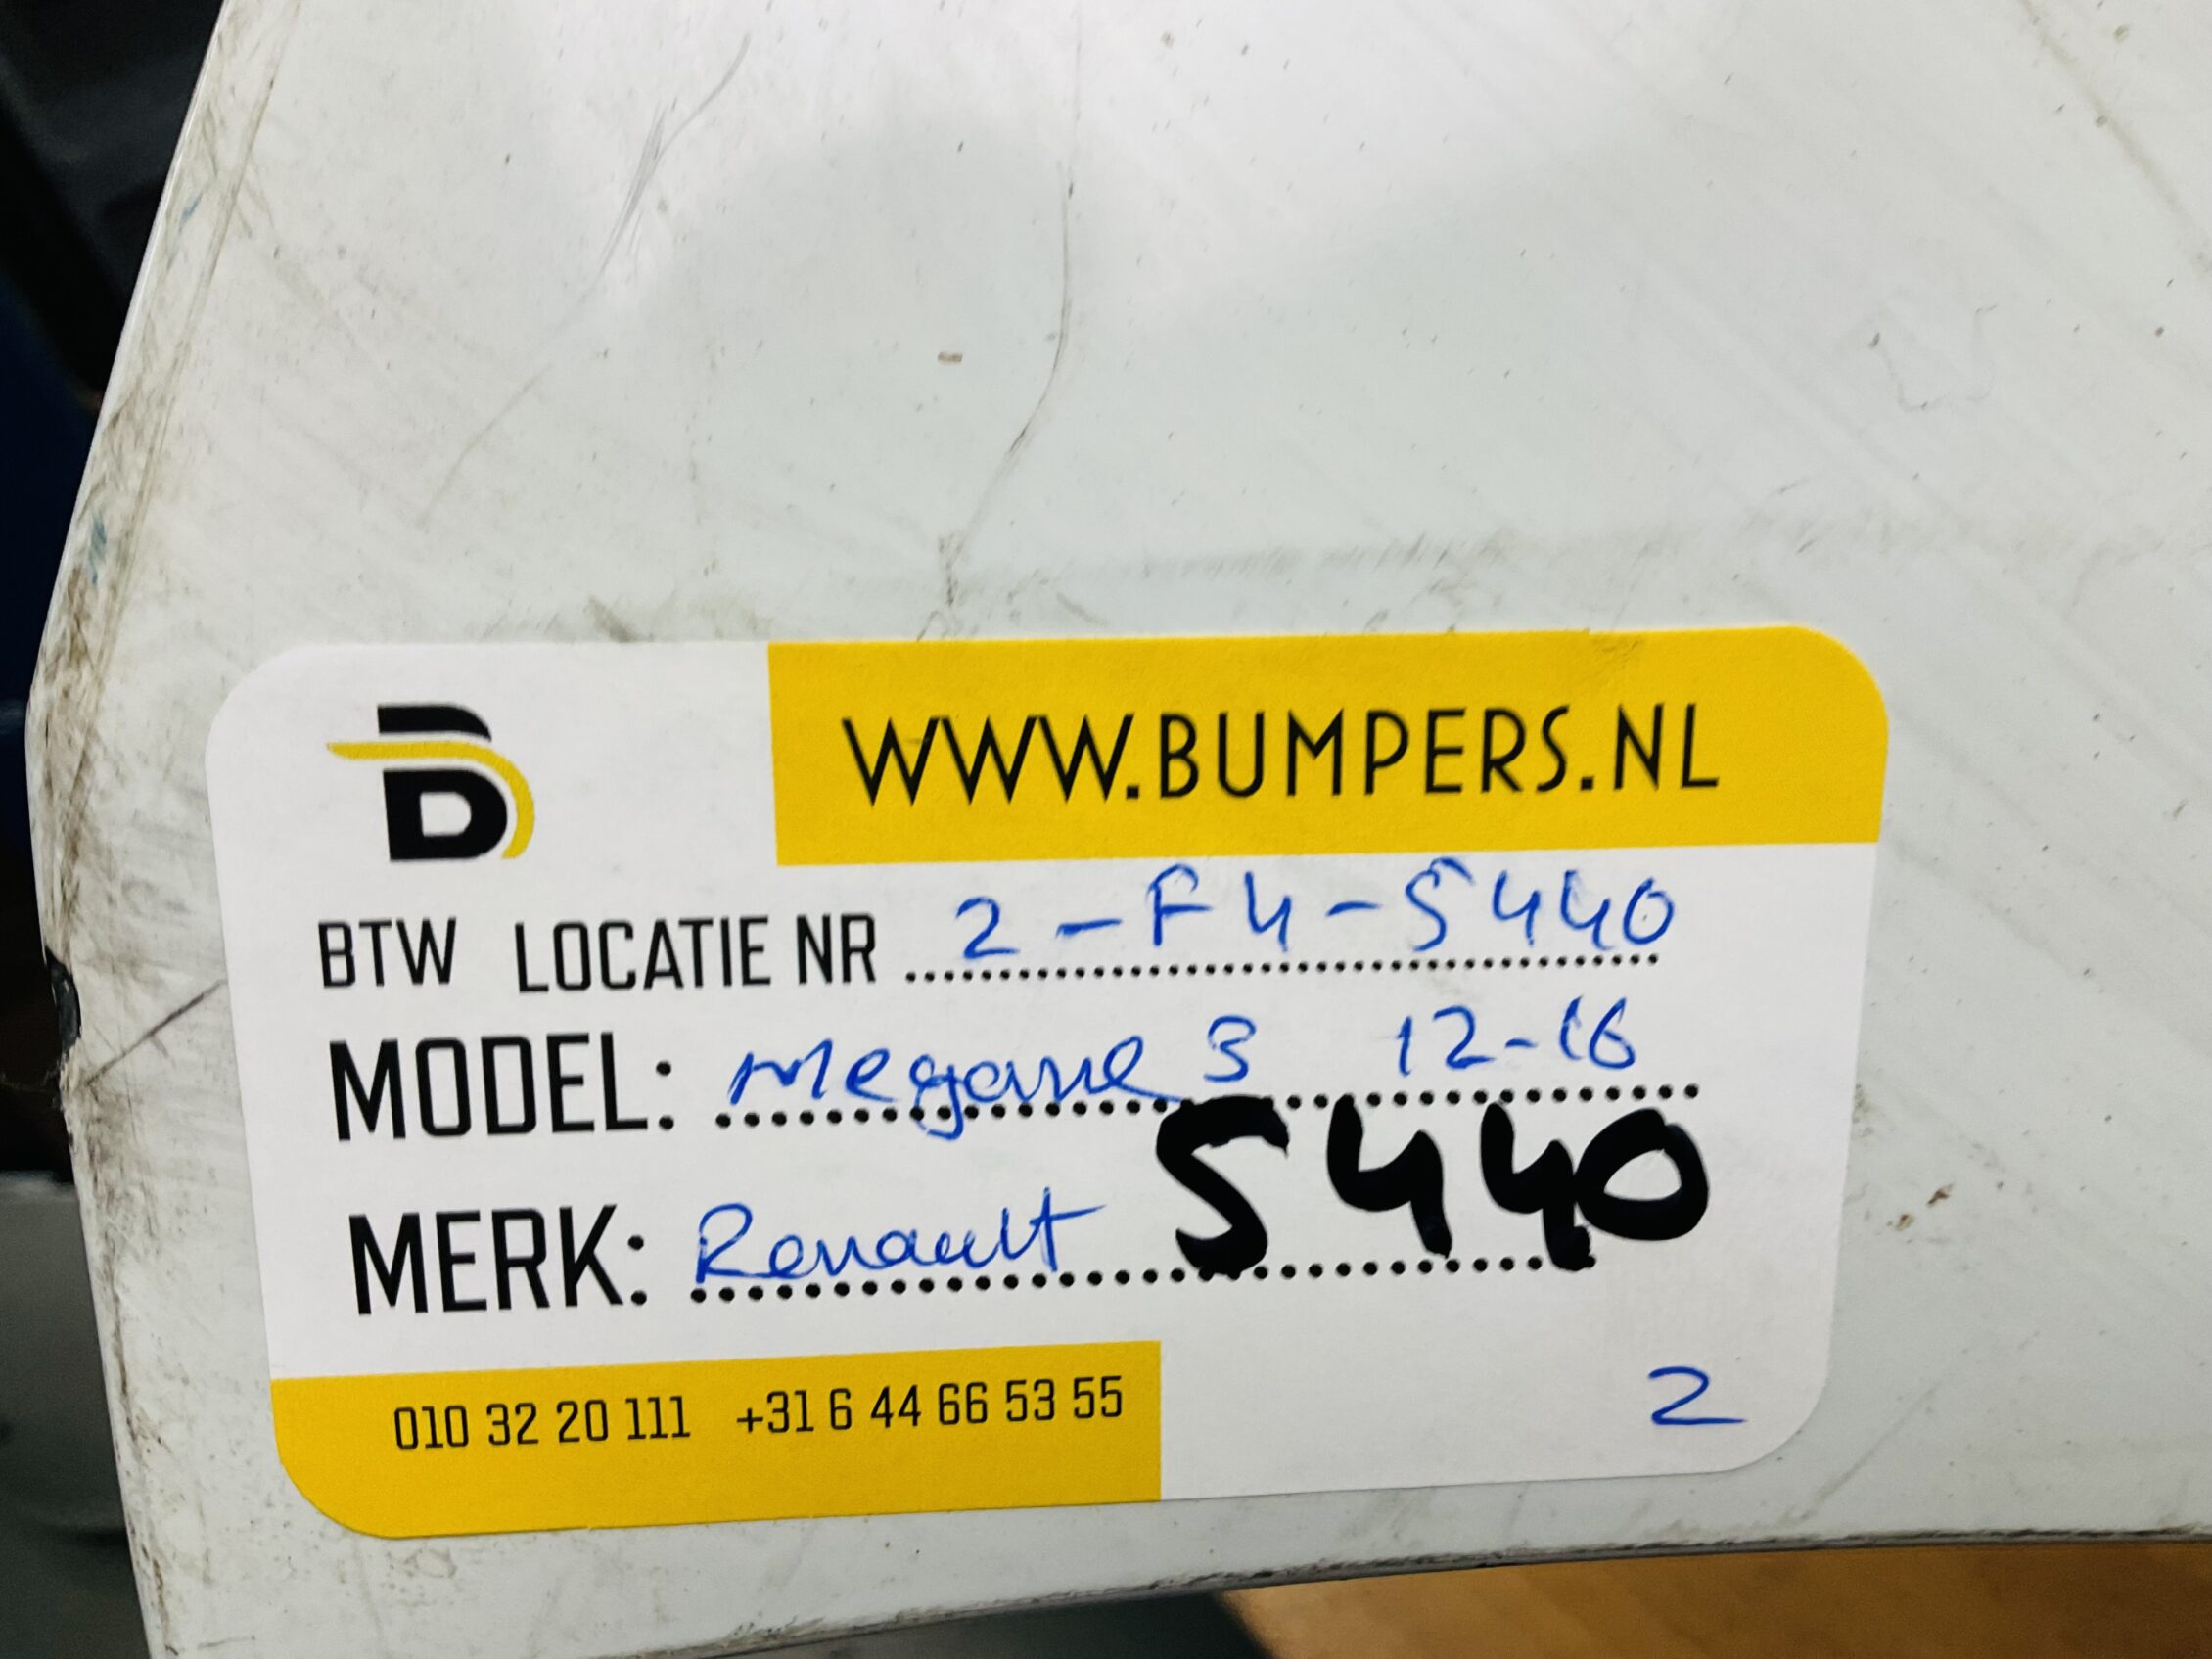 WWW.BUMPERS.NL
BTW LOCATIE NR 2-F4-S440
MODEL: Megane 3 12-16
S440
MERK: Renault
010 32 20 111 +31 6 44 66 53 55
2